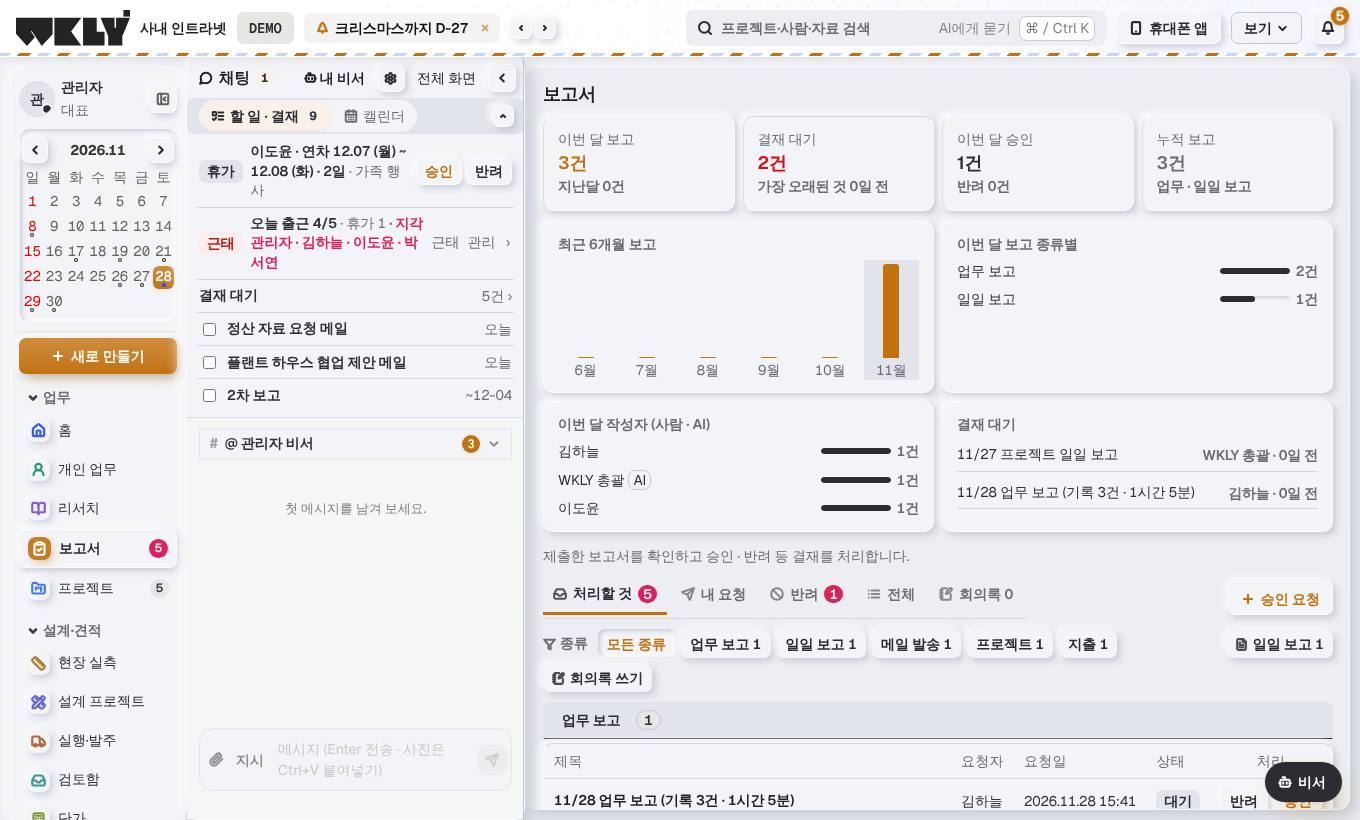 WKLY 사내 인트라넷 DEMO 크리스마스까지 D-27 × 프로젝트·사람·자료 검색 AI에게 묻기 ⌘ / Ctrl K 휴대폰 앱 보기 5
관 관리자
대표
2026.11
일 월 화 수 목 금 토
1 2 3 4 5 6 7
8 9 10 11 12 13 14
15 16 17 18 19 20 21
22 23 24 25 26 27 28
29 30
+ 새로 만들기
업무
홈
개인 업무
리서치
보고서 5
프로젝트 5
설계·견적
현장 실측
설계 프로젝트
실행·발주
검토함
단가
채팅 1 내 비서 전체 화면
할 일 · 결재 9 캘린더
휴가 이도윤 · 연차 12.07 (월) ~
12.08 (화) · 2일 · 가족 행
사
승인 반려
근태 오늘 출근 4/5 · 휴가 1 · 지각
관리자 · 김하늘 · 이도윤 · 박
서연
근태 관리 ›
결재 대기 5건 ›
정산 자료 요청 메일 오늘
플랜트 하우스 협업 제안 메일 오늘
2차 보고 ~12-04
# @ 관리자 비서 3
첫 메시지를 남겨 보세요.
지시 메시지 (Enter 전송 · 사진은
Ctrl+V 붙여넣기)
보고서
이번 달 보고
3건
지난달 0건
결재 대기
2건
가장 오래된 것 0일 전
이번 달 승인
1건
반려 0건
누적 보고
3건
업무 · 일일 보고
최근 6개월 보고
6월 7월 8월 9월 10월 11월
이번 달 보고 종류별
업무 보고 2건
일일 보고 1건
이번 달 작성자 (사람 · AI)
김하늘 1건
WKLY 총괄 AI 1건
이도윤 1건
결재 대기
11/27 프로젝트 일일 보고 WKLY 총괄 · 0일 전
11/28 업무 보고 (기록 3건 · 1시간 5분) 김하늘 · 0일 전
제출한 보고서를 확인하고 승인 · 반려 등 결재를 처리합니다.
처리할 것 5 내 요청 반려 1 전체 회의록 0 + 승인 요청
종류 모든 종류 업무 보고 1 일일 보고 1 메일 발송 1 프로젝트 1 지출 1 일일 보고 1
회의록 쓰기
업무 보고 1
제목 요청자 요청일 상태 처리
11/28 업무 보고 (기록 3건 · 1시간 5분) 김하늘 2026.11.28 15:41 대기 반려 승인
비서